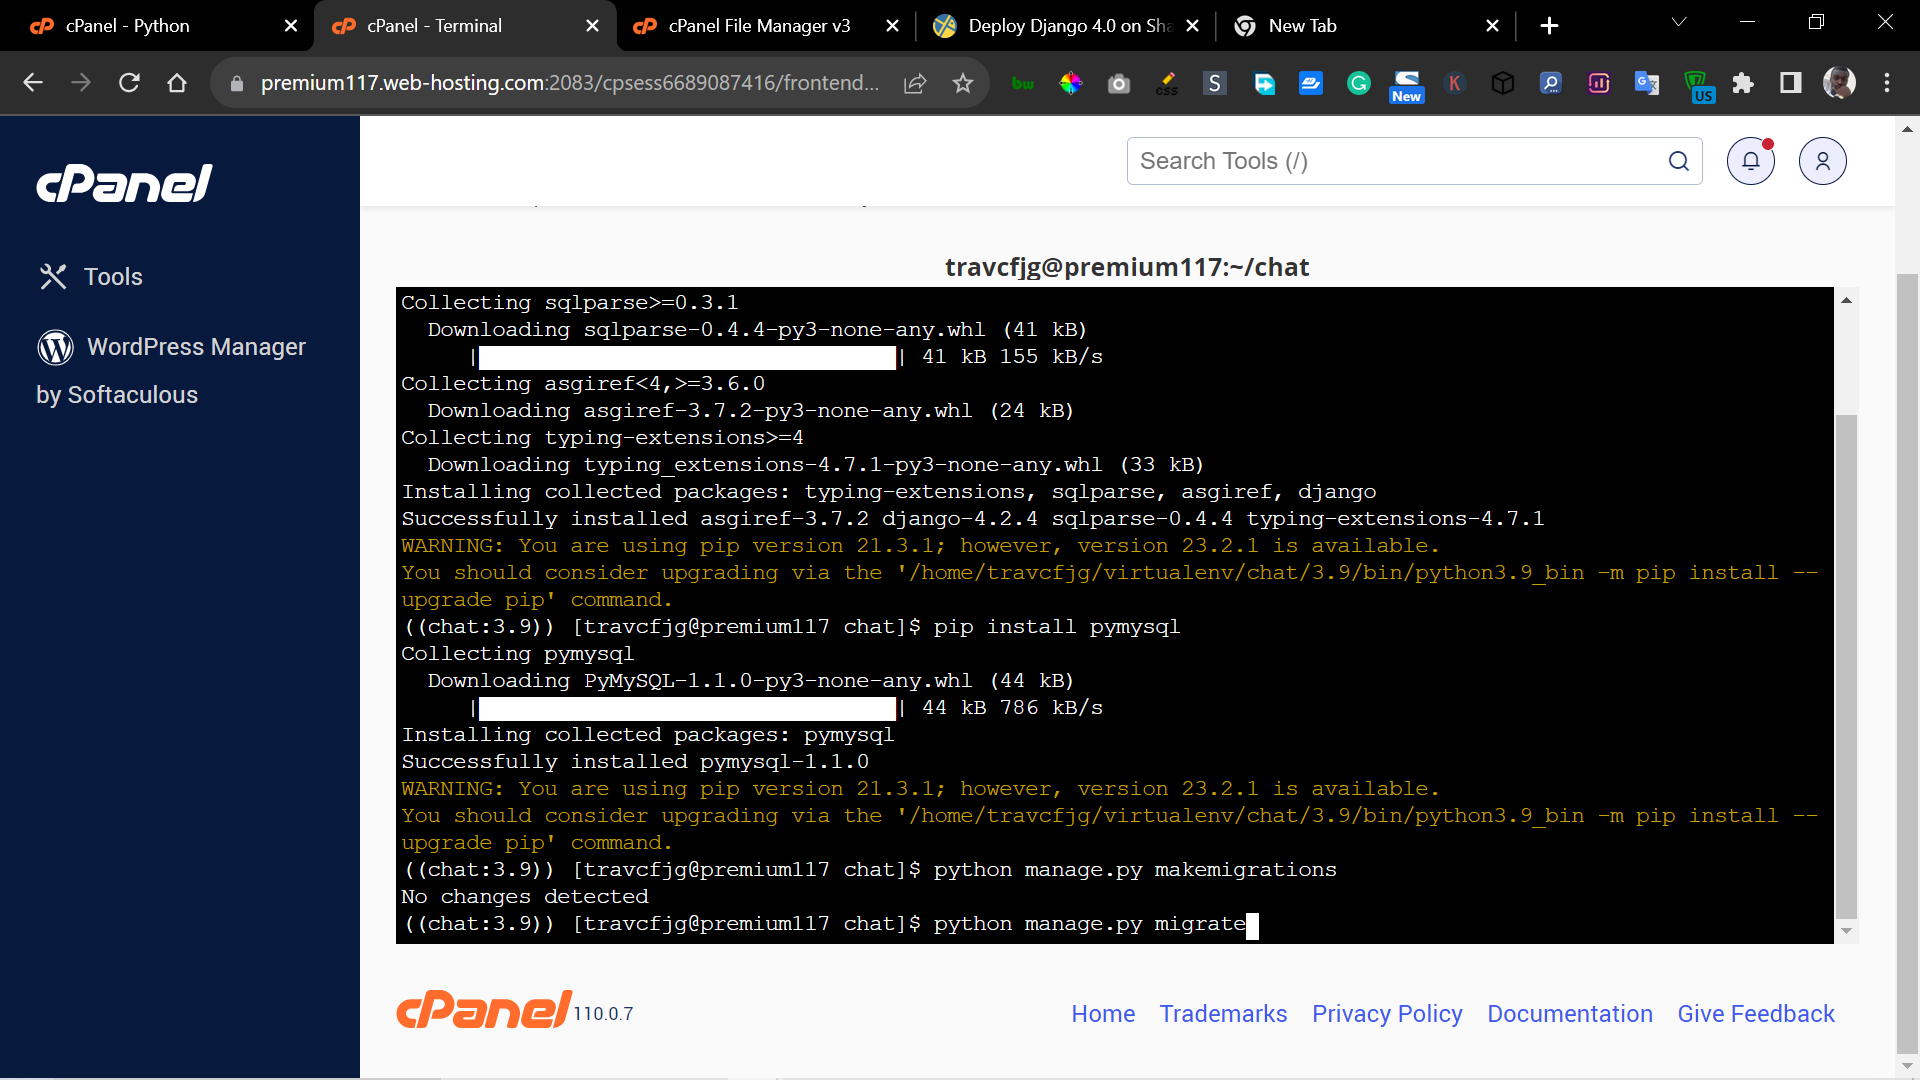 cPanel - Python
cPanel - Terminal
cPanel File Manager v3
Deploy Django 4.0 on Sha
New Tab
premium117.web-hosting.com:2083/cpsess6689087416/frontend...
bw
css
S
New
K
US
cPanel
Search Tools (/)
Tools
WordPress Manager
by Softaculous
travcfjg@premium117:~/chat
Collecting sqlparse>=0.3.1
Downloading sqlparse-0.4.4-py3-none-any.whl (41 kB)
| | 41 kB 155 kB/s
Collecting asgiref<4,>=3.6.0
Downloading asgiref-3.7.2-py3-none-any.whl (24 kB)
Collecting typing-extensions>=4
Downloading typing_extensions-4.7.1-py3-none-any.whl (33 kB)
Installing collected packages: typing-extensions, sqlparse, asgiref, django
Successfully installed asgiref-3.7.2 django-4.2.4 sqlparse-0.4.4 typing-extensions-4.7.1
WARNING: You are using pip version 21.3.1; however, version 23.2.1 is available.
You should consider upgrading via the '/home/travcfjg/virtualenv/chat/3.9/bin/python3.9_bin -m pip install --
upgrade pip' command.
((chat:3.9)) [travcfjg@premium117 chat]$ pip install pymysql
Collecting pymysql
Downloading PyMySQL-1.1.0-py3-none-any.whl (44 kB)
| | 44 kB 786 kB/s
Installing collected packages: pymysql
Successfully installed pymysql-1.1.0
WARNING: You are using pip version 21.3.1; however, version 23.2.1 is available.
You should consider upgrading via the '/home/travcfjg/virtualenv/chat/3.9/bin/python3.9_bin -m pip install --
upgrade pip' command.
((chat:3.9)) [travcfjg@premium117 chat]$ python manage.py makemigrations
No changes detected
((chat:3.9)) [travcfjg@premium117 chat]$ python manage.py migrate
cPanel 110.0.7
Home
Trademarks
Privacy Policy
Documentation
Give Feedback